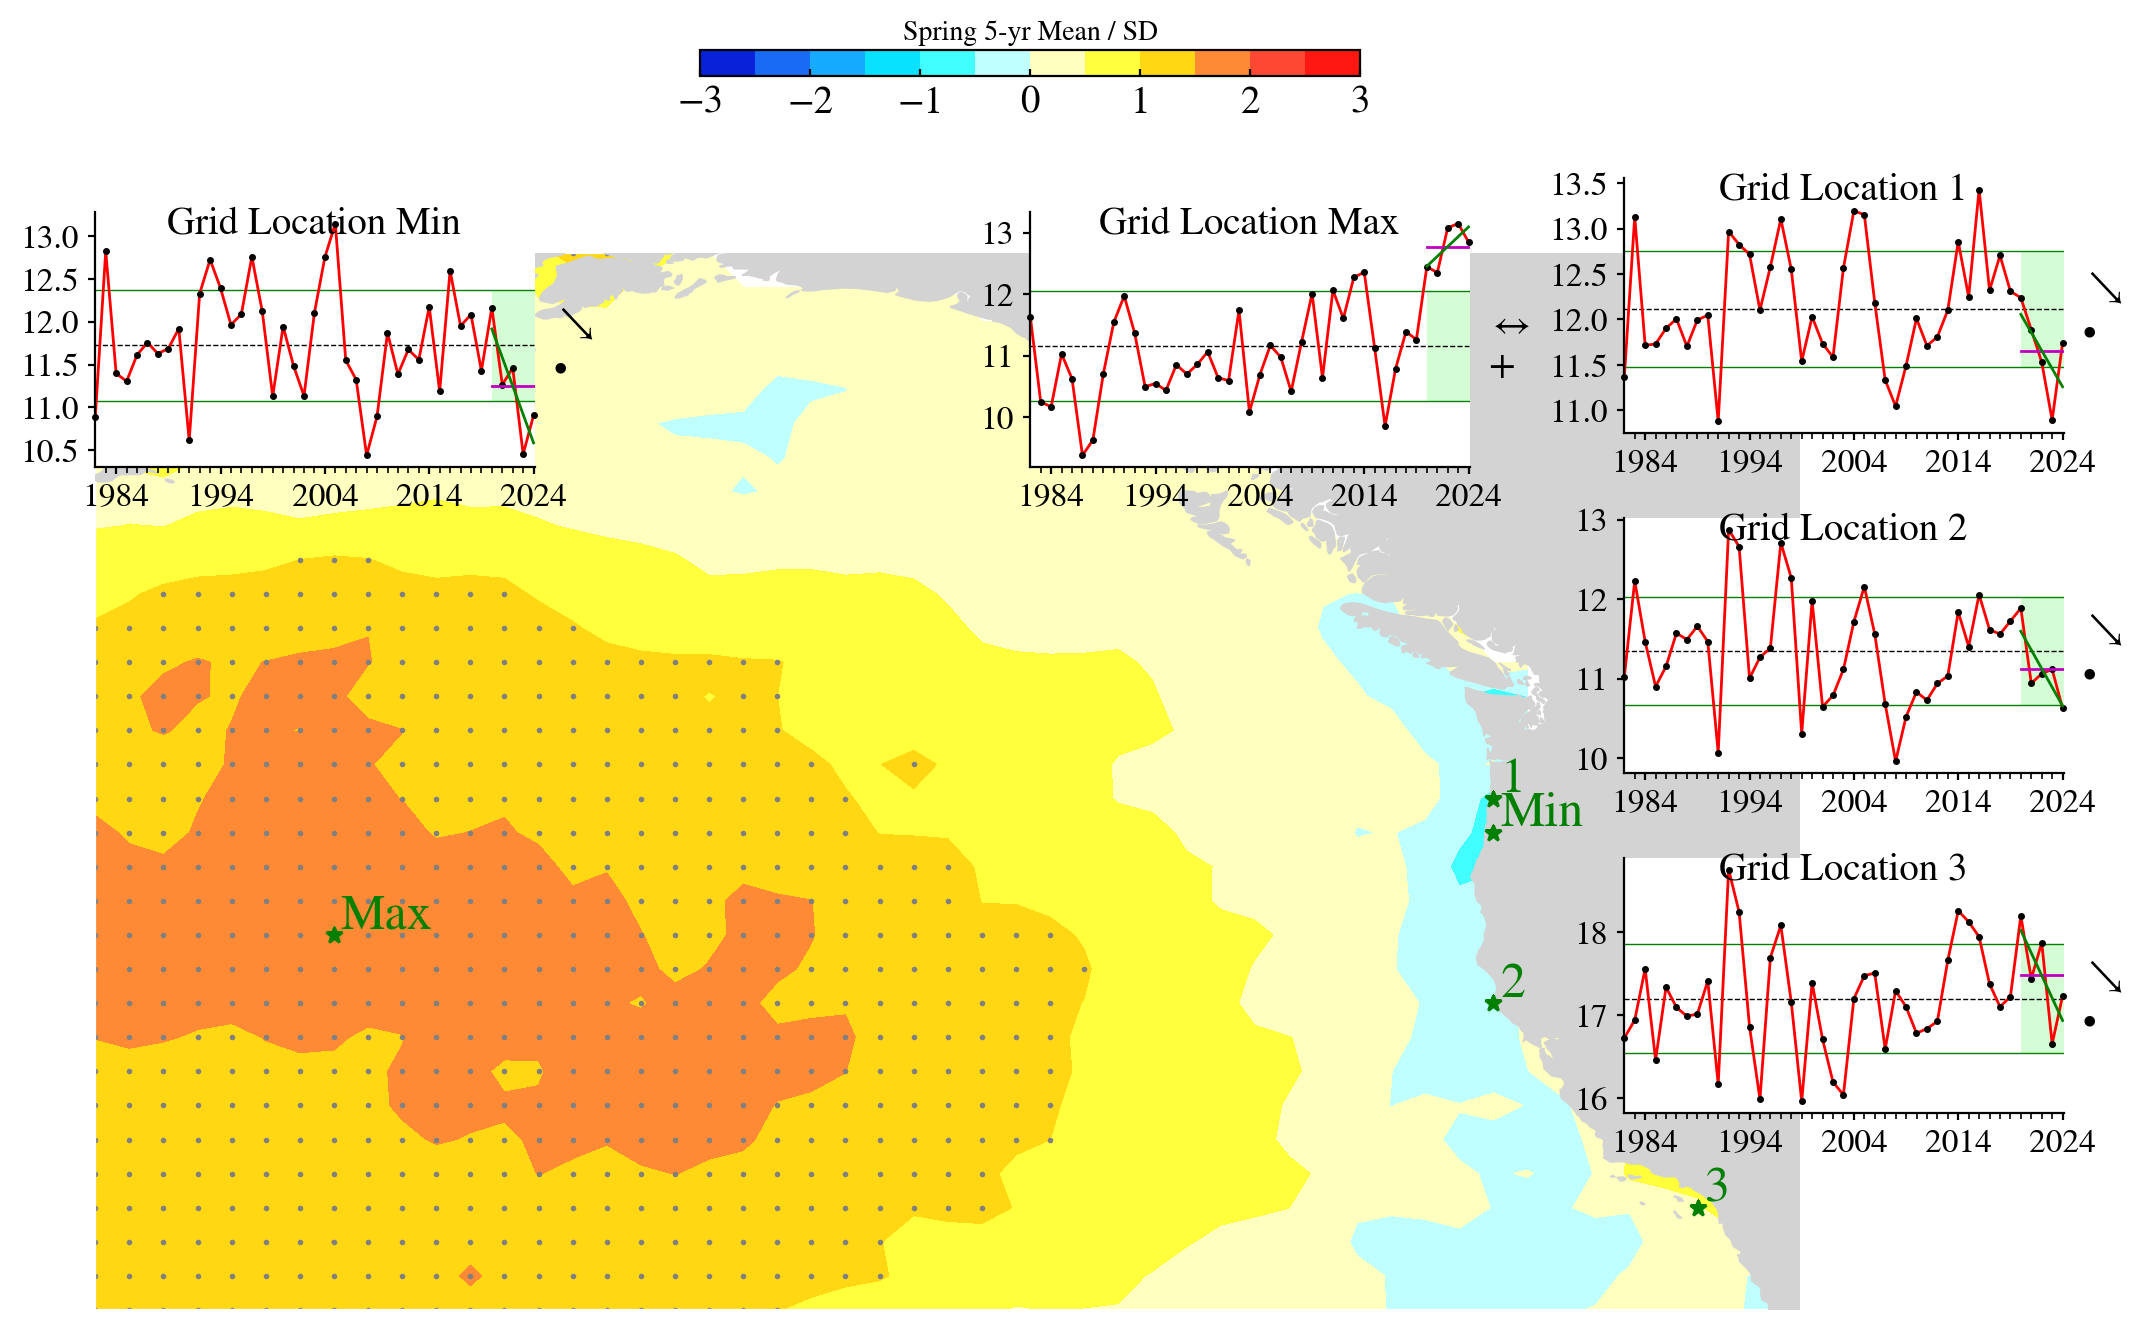 Spring 5-yr Mean / SD
−3 −2 −1 0 1 2 3
Grid Location Min
13.0
12.5
12.0
11.5
11.0
10.5
1984 1994 2004 2014 2024
Grid Location Max
13
12
11
10
1984 1994 2004 2014 2024
↔
+
Grid Location 1
13.5
13.0
12.5
12.0
11.5
11.0
1984 1994 2004 2014 2024
Grid Location 2
13
12
11
10
1984 1994 2004 2014 2024
Grid Location 3
18
17
16
1984 1994 2004 2014 2024
1
Min
Max
2
3